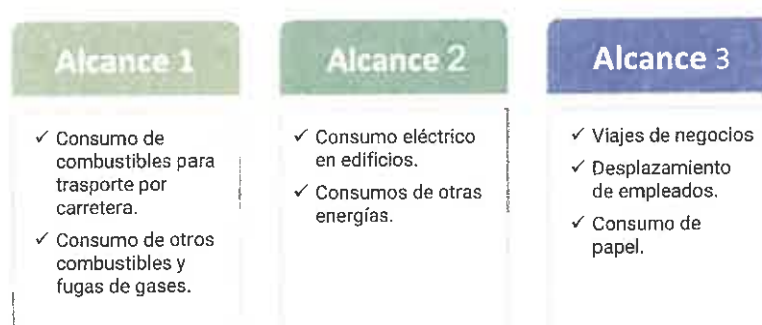 Alcance 1
✓ Consumo de
combustibles para
trasporte por
carretera.
✓ Consumo de otros
combustibles y
fugas de gases.
Alcance 2
✓ Consumo eléctrico
en edificios.
✓ Consumos de otras
energías.
Alcance 3
✓ Viajes de negocios
✓ Desplazamiento
de empleados.
✓ Consumo de
papel.